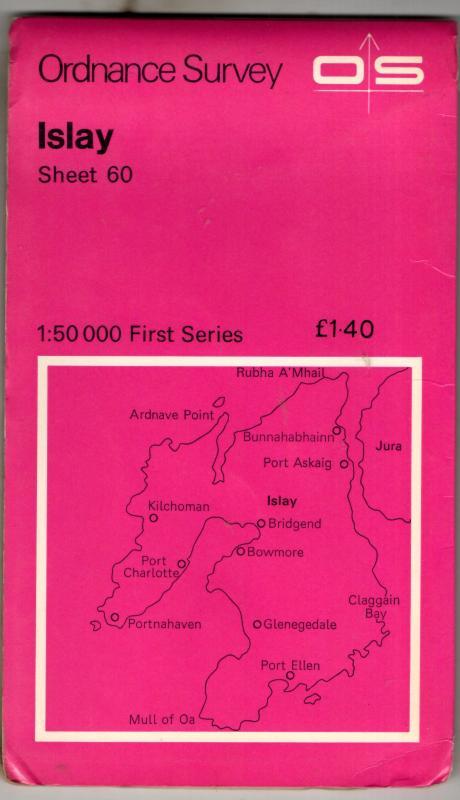 Ordnance Survey OS
Islay
Sheet 60
1:50 000 First Series £1·40
Rubha A'Mhail
Ardnave Point
Bunnahabhainn
Jura
Port Askaig
Islay
Kilchoman
Bridgend
Bowmore
Port
Charlotte
Claggain
Bay
Portnahaven
Glenegedale
Port Ellen
Mull of Oa